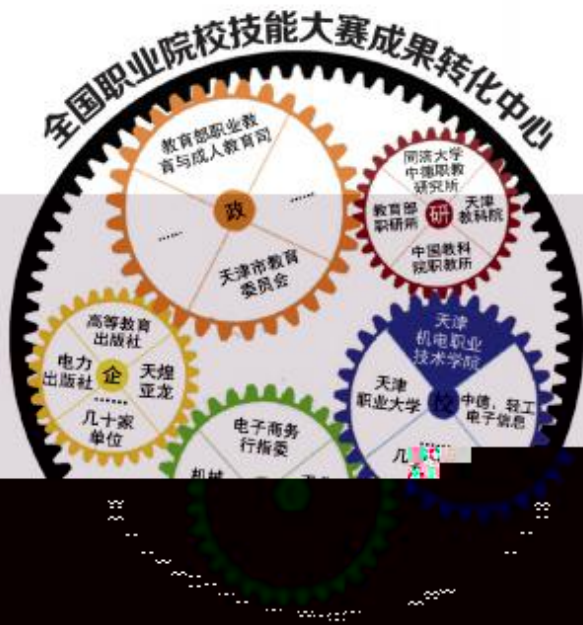 全国职业院校技能大赛成果转化中心
教育部职业教
育与成人教育司
政
……
……
天津市教育
委员会
同济大学
中德职教
研究所
教育部
职研所
研
天津
教科院
中国教科
院职教所
高等教育
出版社
电力
出版社
企
天煌
亚龙
……
几十家
单位
天津
机电职业
技术学院
天津
职业大学
校
中德，轻工
电子信息
……
电子商务
行指委
机械